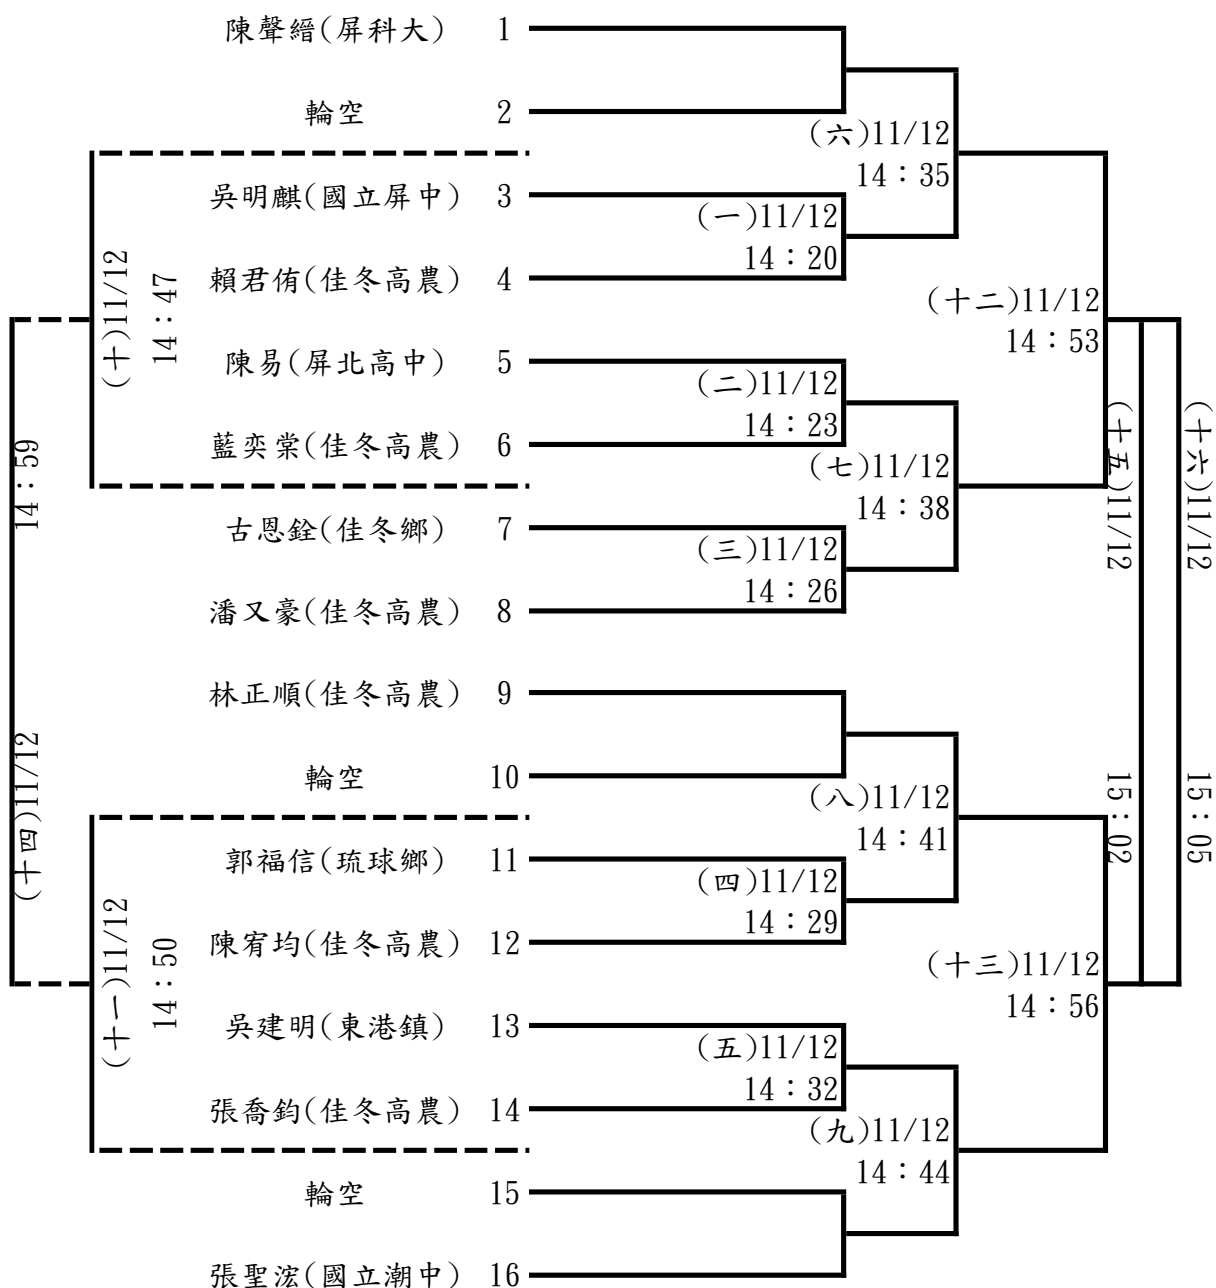 陳聲縉(屏科大) 1
輪空 2
(六)11/12
14：35
吳明麒(國立屏中) 3
(一)11/12
14：20
賴君侑(佳冬高農) 4
(十)11/12
14：47
(十二)11/12
14：53
陳易(屏北高中) 5
(二)11/12
14：23
藍奕棠(佳冬高農) 6
(七)11/12
14：38
古恩銓(佳冬鄉) 7
(三)11/12
14：26
潘又豪(佳冬高農) 8
(十四)11/12
14：59
(十五)11/12
15：02
(十六)11/12
15：05
林正順(佳冬高農) 9
輪空 10
(八)11/12
14：41
郭福信(琉球鄉) 11
(四)11/12
14：29
陳宥均(佳冬高農) 12
(十一)11/12
14：50
(十三)11/12
14：56
吳建明(東港鎮) 13
(五)11/12
14：32
張喬鈞(佳冬高農) 14
(九)11/12
14：44
輪空 15
張聖浤(國立潮中) 16